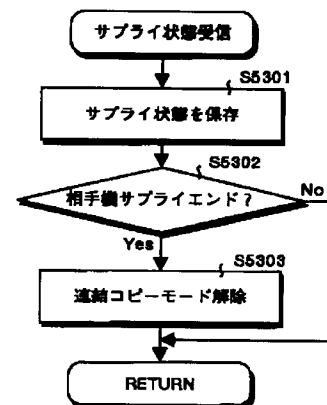 サプライ状態受信
S5301
サプライ状態を保存
S5302
相手機サプライエンド?
No
Yes
S5303
連結コピーモード解除
RETURN